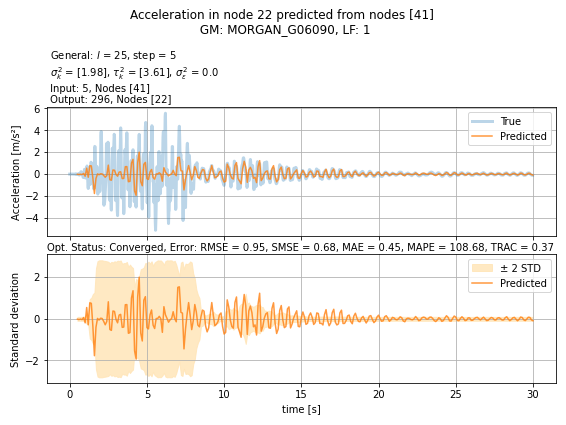 Acceleration in node 22 predicted from nodes [41]
GM: MORGAN_G06090, LF: 1
General: l = 25, step = 5
σ²ₖ = [1.98], τ²ₖ = [3.61], σ²ε = 0.0
Input: 5, Nodes [41]
Output: 296, Nodes [22]
6
4
2
0
−2
−4
Acceleration [m/s²]
True
Predicted
Opt. Status: Converged, Error: RMSE = 0.95, SMSE = 0.68, MAE = 0.45, MAPE = 108.68, TRAC = 0.37
2
0
−2
Standard deviation
± 2 STD
Predicted
0 5 10 15 20 25 30
time [s]